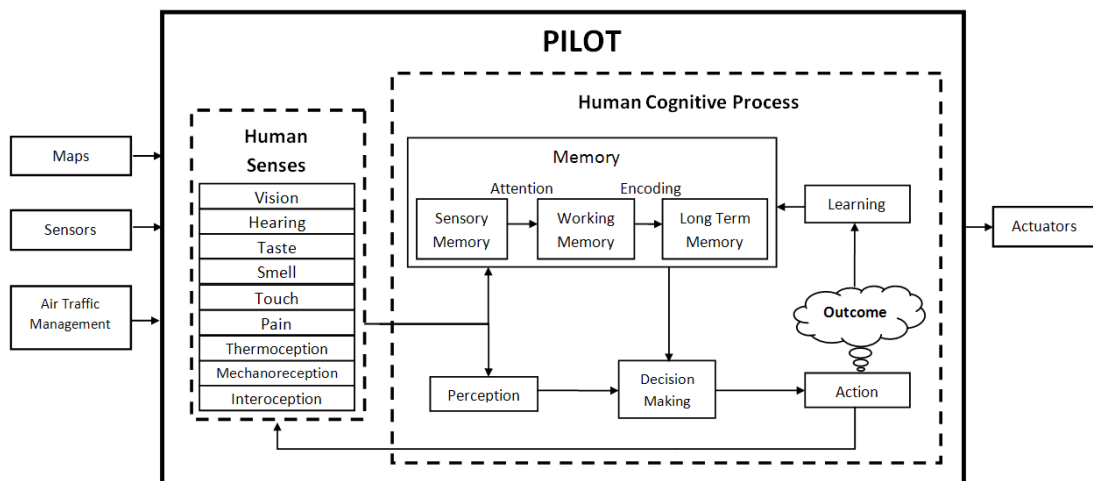 PILOT
Maps
Sensors
Air Traffic
Management
Human
Senses
Vision
Hearing
Taste
Smell
Touch
Pain
Thermoception
Mechanoreception
Interoception
Human Cognitive Process
Memory
Attention
Encoding
Sensory
Memory
Working
Memory
Long Term
Memory
Learning
Outcome
Perception
Decision
Making
Action
Actuators